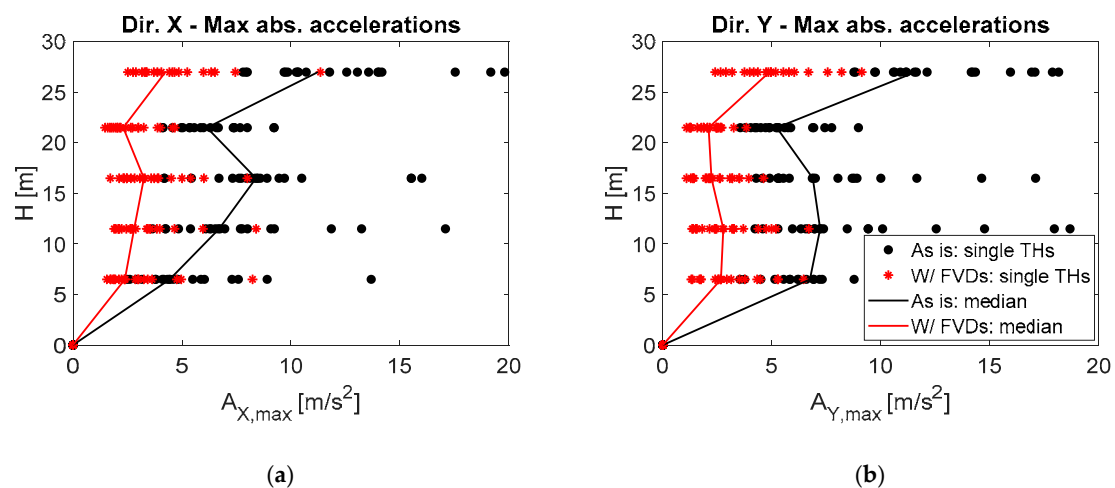 Dir. X - Max abs. accelerations
30
25
20
15
10
5
0
H [m]
0 5 10 15 20
A_X,max [m/s²]
(a)
Dir. Y - Max abs. accelerations
30
25
20
15
10
5
0
H [m]
As is: single THs
W/ FVDs: single THs
As is: median
W/ FVDs: median
0 5 10 15 20
A_Y,max [m/s²]
(b)